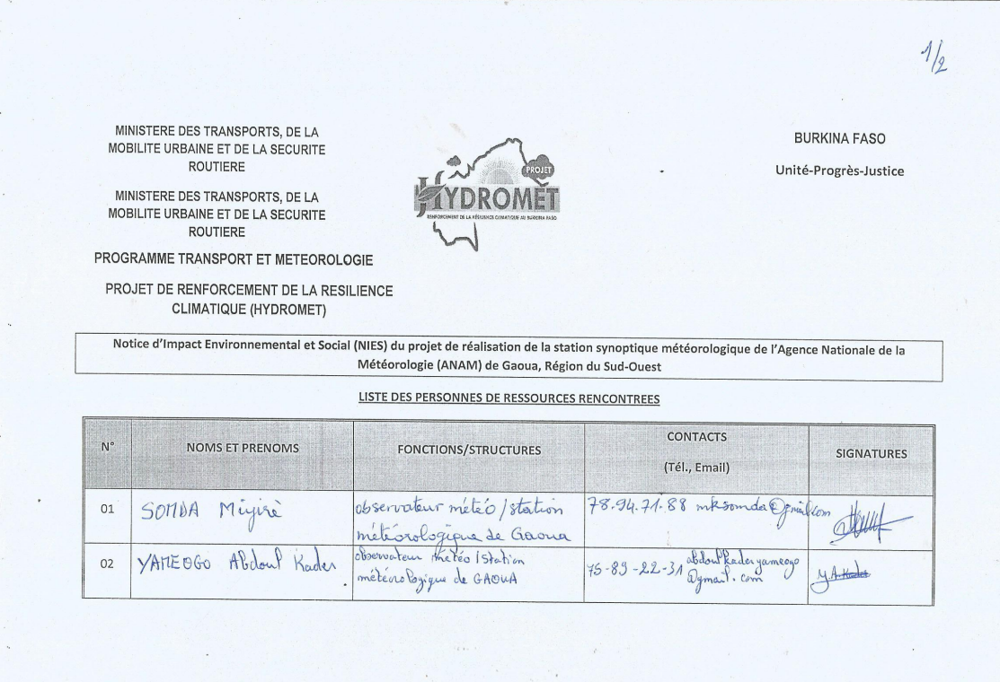 1/2
MINISTERE DES TRANSPORTS, DE LA
MOBILITE URBAINE ET DE LA SECURITE
ROUTIERE
MINISTERE DES TRANSPORTS, DE LA
MOBILITE URBAINE ET DE LA SECURITE
ROUTIERE
PROGRAMME TRANSPORT ET METEOROLOGIE
PROJET DE RENFORCEMENT DE LA RESILIENCE
CLIMATIQUE (HYDROMET)
PROJET
HYDROMET
RENFORCEMENT DE LA RÉSILIENCE CLIMATIQUE AU BURKINA FASO
BURKINA FASO
Unité-Progrès-Justice
Notice d'Impact Environnemental et Social (NIES) du projet de réalisation de la station synoptique météorologique de l'Agence Nationale de la
Météorologie (ANAM) de Gaoua, Région du Sud-Ouest
LISTE DES PERSONNES DE RESSOURCES RENCONTREES
N°
NOMS ET PRENOMS
FONCTIONS/STRUCTURES
CONTACTS
(Tél., Email)
SIGNATURES
01
SOMDA
observateur météo/station
météorologique de Gaoua
78.94.71.88 mksomda@gmail.com
02
YAMEOGO Abdoul Kader
observateur météo/station
météorologique de GAOUA
75-89-22-31 abdoulkaderyameogo
@gmail.com
Y.A.Kader